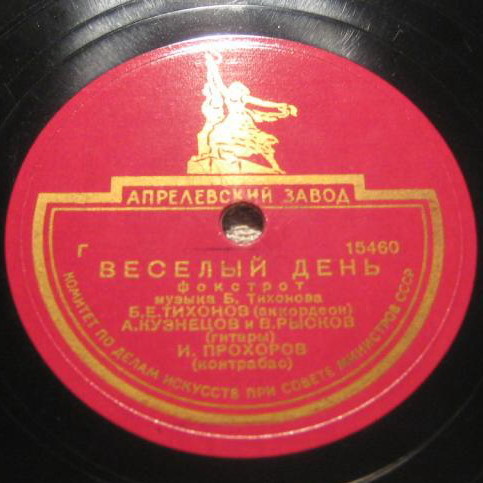 АПРЕЛЕВСКИЙ ЗАВОД
Г 15460
ВЕСЕЛЫЙ ДЕНЬ
фокстрот
музыка Б. Тихонова
Б.Е.ТИХОНОВ (аккордеон)
А.КУЗНЕЦОВ и В.РЫСКОВ
(гитары)
И. ПРОХОРОВ
(контрабас)
КОМИТЕТ ПО ДЕЛАМ ИСКУССТВ ПРИ СОВЕТЕ МИНИСТРОВ СССР